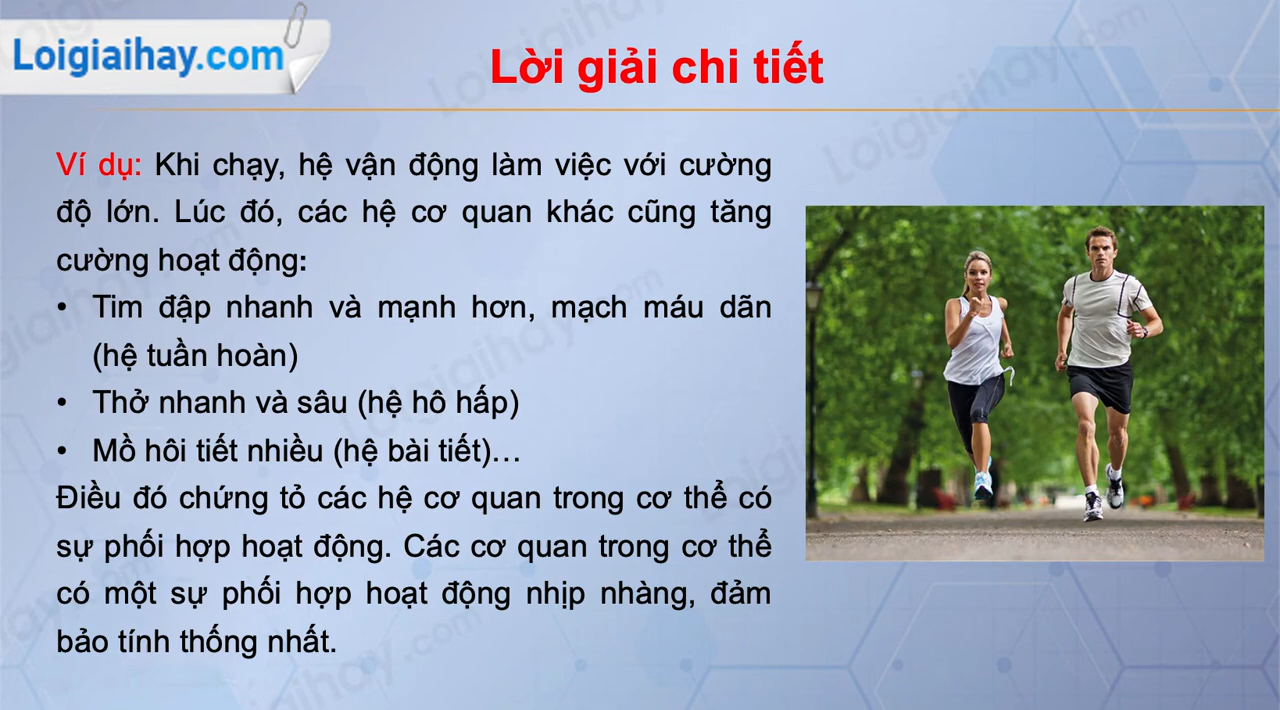 Loigiaihay.com
Lời giải chi tiết
Ví dụ: Khi chạy, hệ vận động làm việc với cường
độ lớn. Lúc đó, các hệ cơ quan khác cũng tăng
cường hoạt động:
• Tim đập nhanh và mạnh hơn, mạch máu dãn
(hệ tuần hoàn)
• Thở nhanh và sâu (hệ hô hấp)
• Mồ hôi tiết nhiều (hệ bài tiết)…
Điều đó chứng tỏ các hệ cơ quan trong cơ thể có
sự phối hợp hoạt động. Các cơ quan trong cơ thể
có một sự phối hợp hoạt động nhịp nhàng, đảm
bảo tính thống nhất.